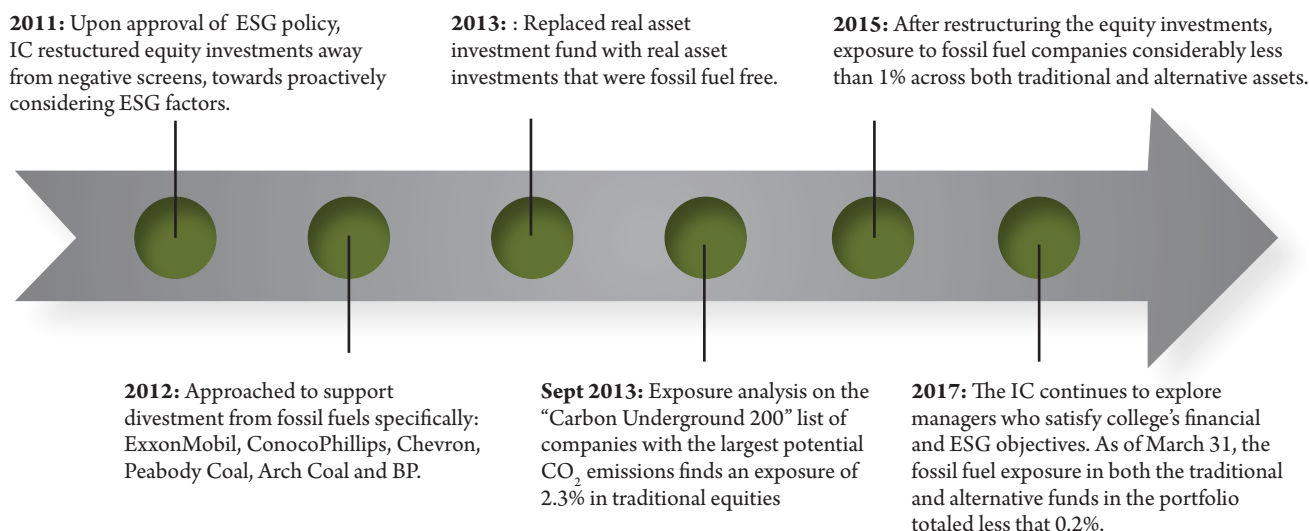 2011: Upon approval of ESG policy,
IC restuctured equity investments away
from negative screens, towards proactively
considering ESG factors.
2012: Approached to support
divestment from fossil fuels specifically:
ExxonMobil, ConocoPhillips, Chevron,
Peabody Coal, Arch Coal and BP.
2013: : Replaced real asset
investment fund with real asset
investments that were fossil fuel free.
Sept 2013: Exposure analysis on the
“Carbon Underground 200” list of
companies with the largest potential
CO₂ emissions finds an exposure of
2.3% in traditional equities
2015: After restructuring the equity investments,
exposure to fossil fuel companies considerably less
than 1% across both traditional and alternative assets.
2017: The IC continues to explore
managers who satisfy college’s financial
and ESG objectives. As of March 31, the
fossil fuel exposure in both the traditional
and alternative funds in the portfolio
totaled less that 0.2%.